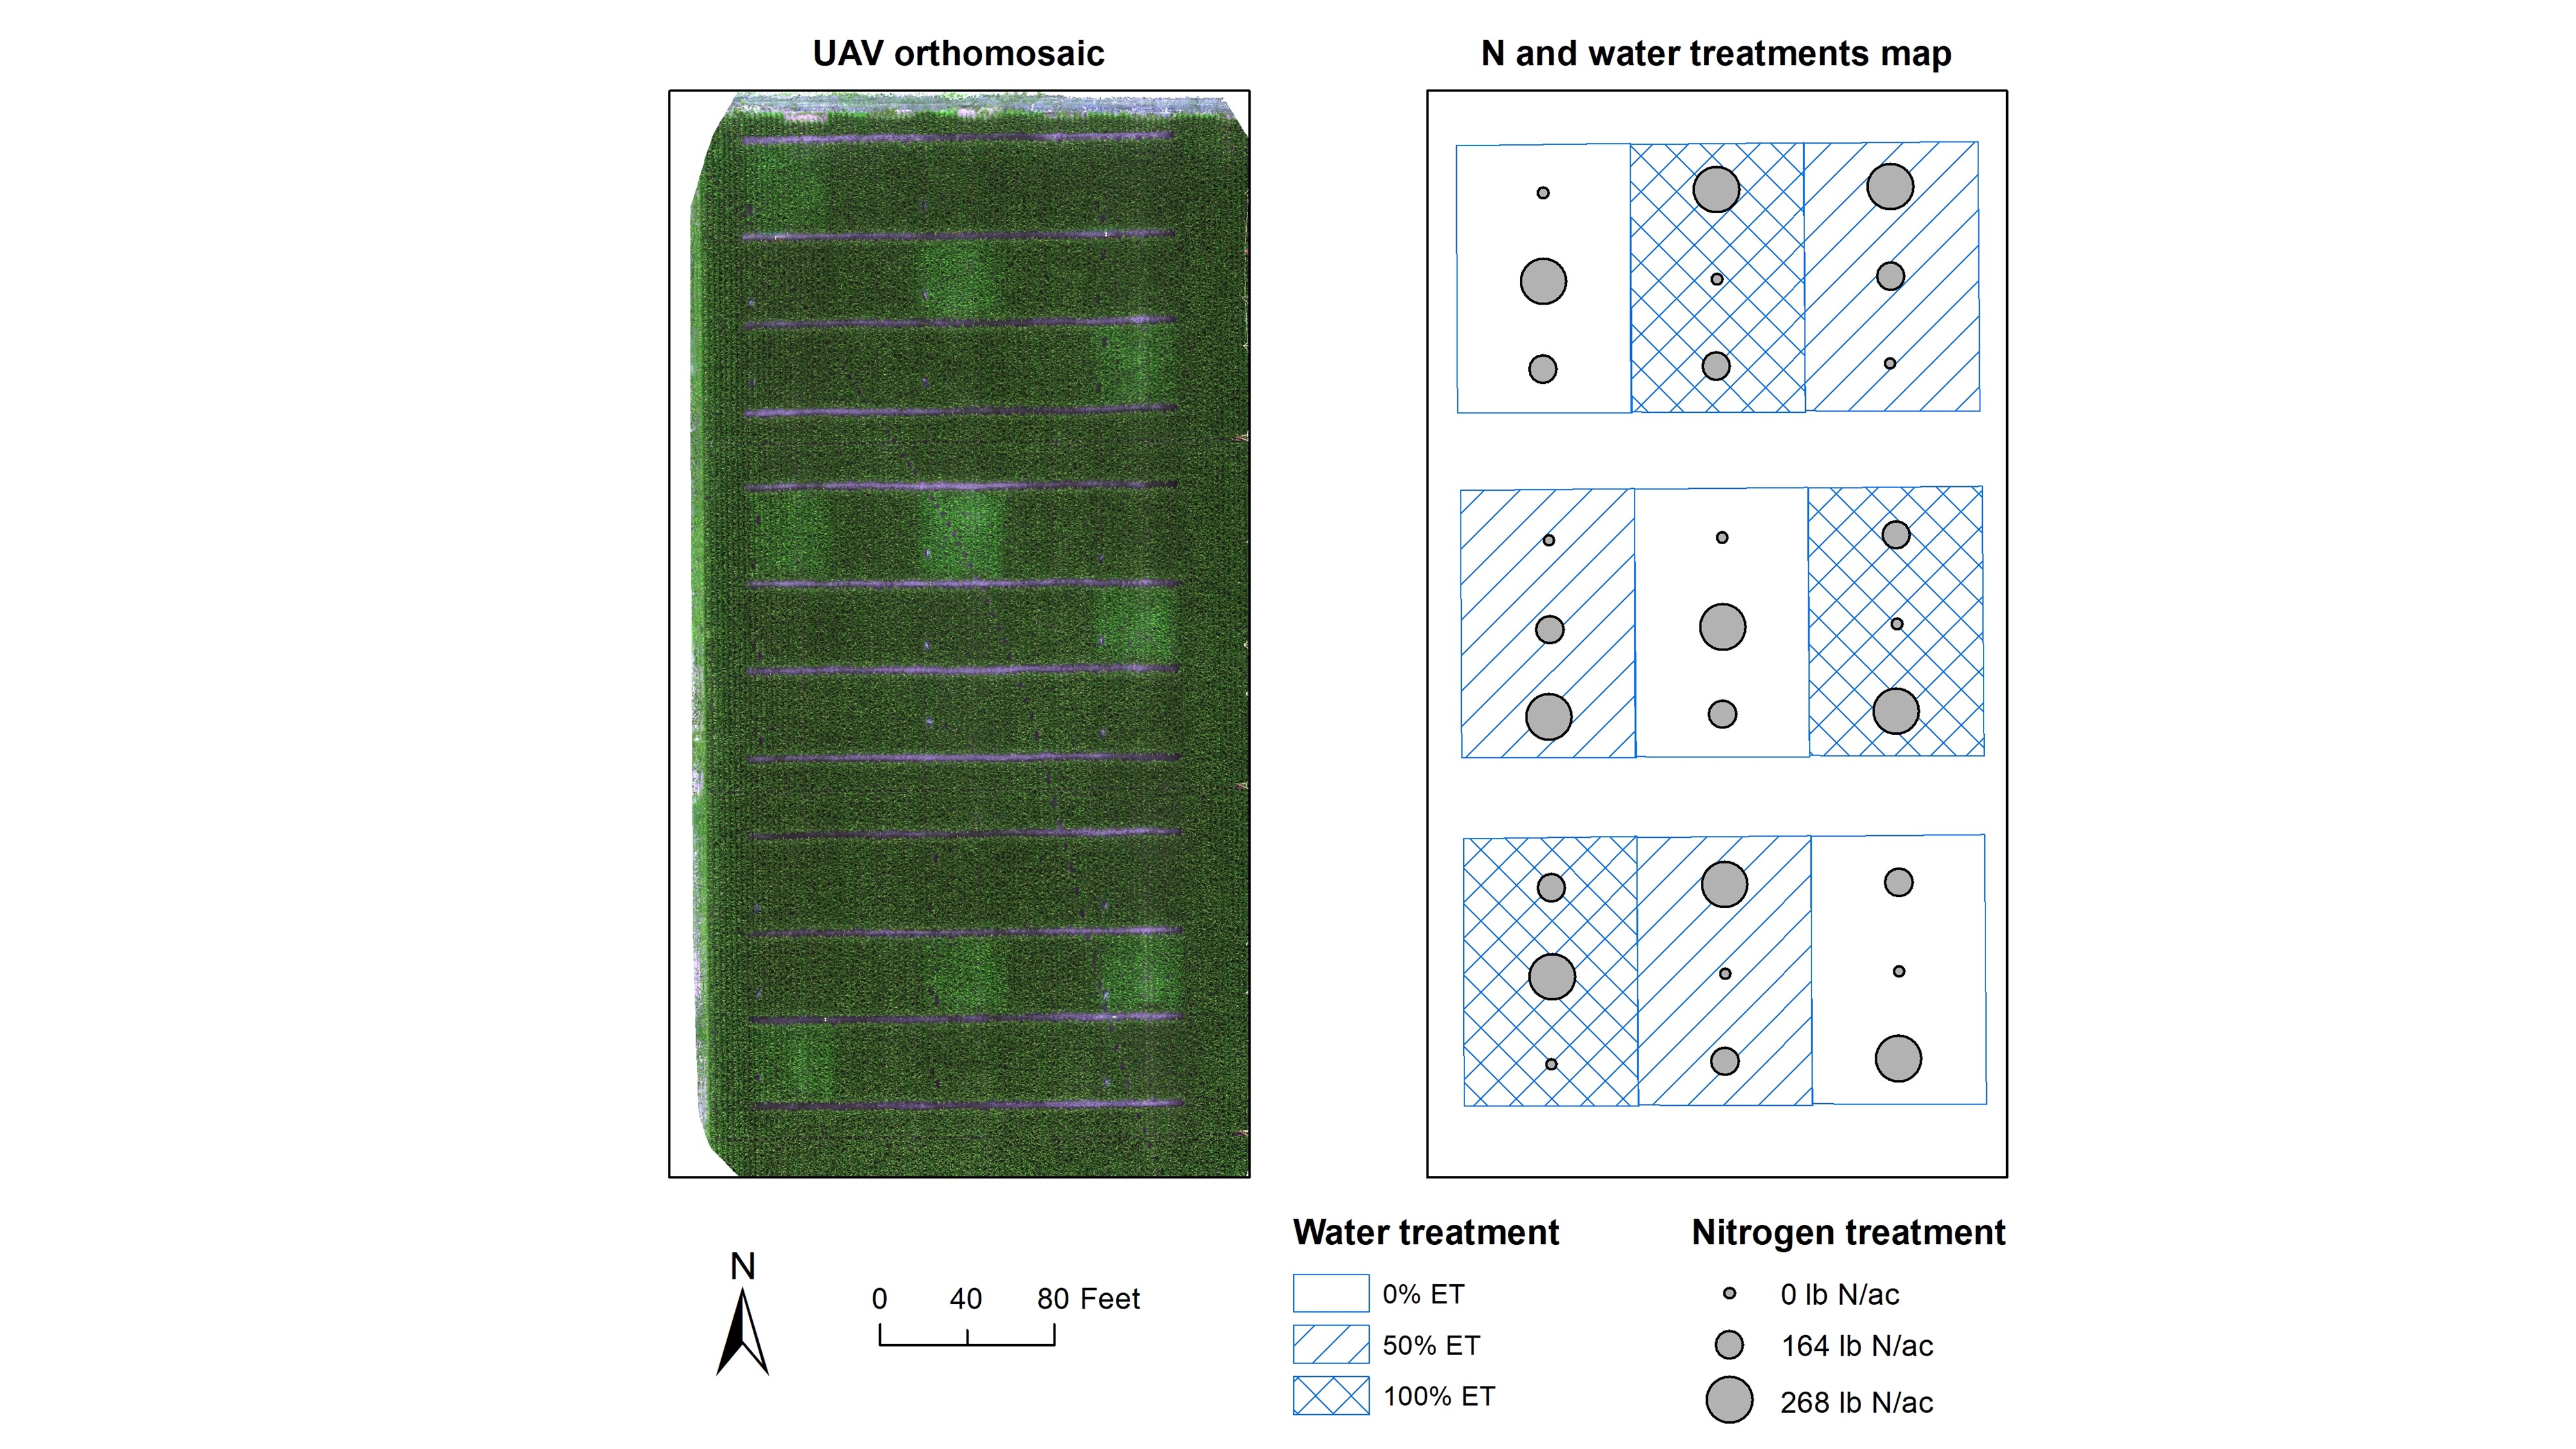 UAV orthomosaic
N and water treatments map
N
0 40 80 Feet
Water treatment
0% ET
50% ET
100% ET
Nitrogen treatment
0 lb N/ac
164 lb N/ac
268 lb N/ac